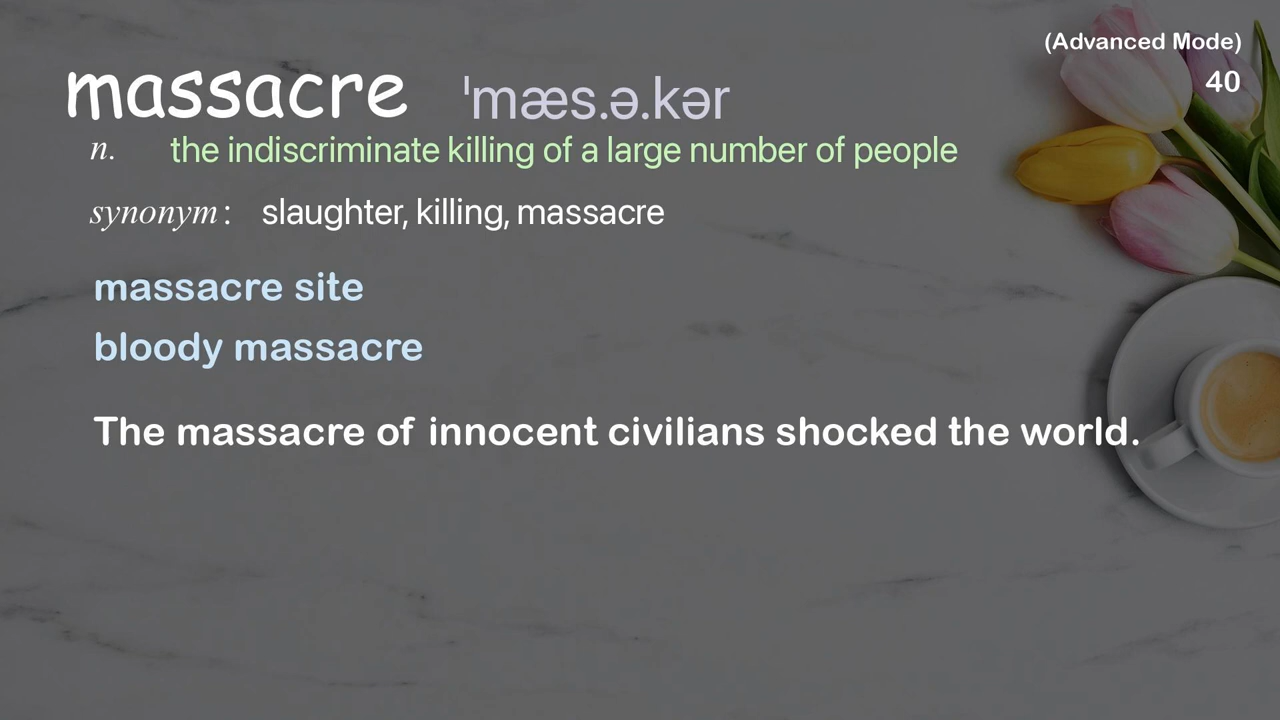 (Advanced Mode)
40
massacre ˈmæs.ə.kər
n. the indiscriminate killing of a large number of people
synonym: slaughter, killing, massacre
massacre site
bloody massacre
The massacre of innocent civilians shocked the world.